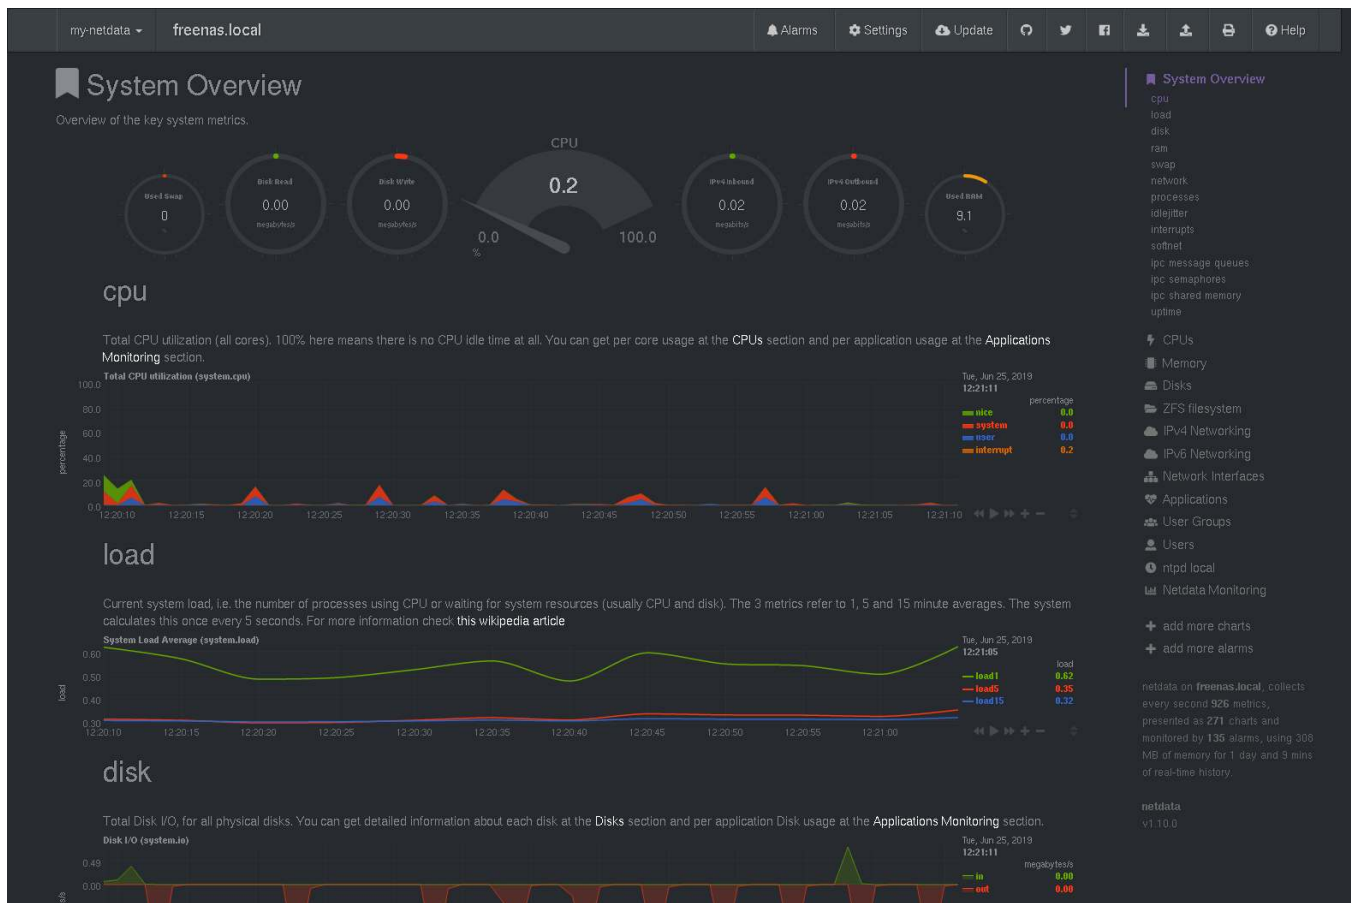 my-netdata
freenas.local
Alarms
Settings
Update
Help
System Overview
Overview of the key system metrics.
Used Swap
0
%
Disk Read
0.00
megabytes/s
Disk Write
0.00
megabytes/s
CPU
0.2
0.0
100.0
%
IPv4 Inbound
0.02
megabits/s
IPv4 Outbound
0.02
megabits/s
Used RAM
9.1
%
cpu
Total CPU utilization (all cores). 100% here means there is no CPU idle time at all. You can get per core usage at the CPUs section and per application usage at the Applications
Monitoring section.
Total CPU utilization (system.cpu)
Tue, Jun 25, 2019
12:21:11
percentage
nice 0.0
system 0.0
user 0.0
interrupt 0.2
percentage
100.0
80.0
60.0
40.0
20.0
0.0
12:20:10 12:20:15 12:20:20 12:20:25 12:20:30 12:20:35 12:20:40 12:20:45 12:20:50 12:20:55 12:21:00 12:21:05 12:21:10
load
Current system load, i.e. the number of processes using CPU or waiting for system resources (usually CPU and disk). The 3 metrics refer to 1, 5 and 15 minute averages. The system
calculates this once every 5 seconds. For more information check this wikipedia article
System Load Average (system.load)
Tue, Jun 25, 2019
12:21:05
load
load1 0.62
load5 0.35
load15 0.32
load
0.60
0.50
0.40
0.30
12:20:10 12:20:15 12:20:20 12:20:25 12:20:30 12:20:35 12:20:40 12:20:45 12:20:50 12:20:55 12:21:00
disk
Total Disk I/O, for all physical disks. You can get detailed information about each disk at the Disks section and per application Disk usage at the Applications Monitoring section.
Disk I/O (system.io)
Tue, Jun 25, 2019
12:21:11
megabytes/s
in 0.00
out 0.00
0.49
0.00
System Overview
cpu
load
disk
ram
swap
network
processes
idlejitter
interrupts
softnet
ipc message queues
ipc semaphores
ipc shared memory
uptime
CPUs
Memory
Disks
ZFS filesystem
IPv4 Networking
IPv6 Networking
Network Interfaces
Applications
User Groups
Users
ntpd local
Netdata Monitoring
add more charts
add more alarms
netdata on freenas.local, collects
every second 926 metrics,
presented as 271 charts and
monitored by 135 alarms, using 308
MB of memory for 1 day and 9 mins
of real-time history.
netdata
v1.10.0